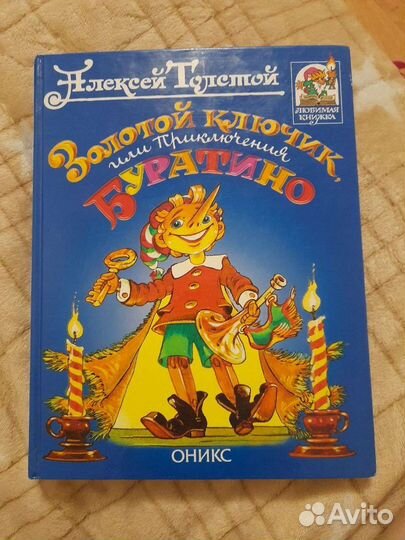 Алексей Толстой
ЛЮБИМАЯ
КНИЖКА
Золотой ключик,
или Приключения
БУРАТИНО
ОНИКС
Avito